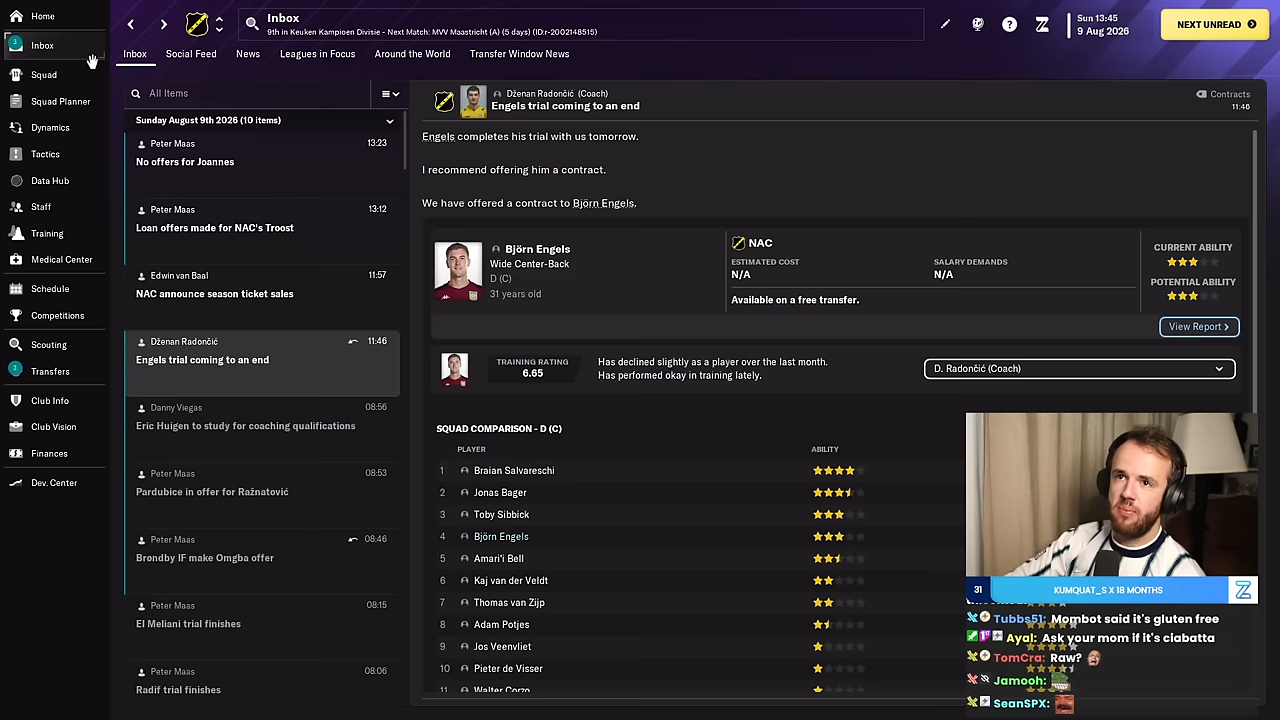 Home
3
Inbox
Squad
Squad Planner
Dynamics
Tactics
Data Hub
Staff
Training
Medical Center
Schedule
Competitions
Scouting
2
Transfers
Club Info
Club Vision
Finances
Dev. Center
Inbox
9th in Keuken Kampioen Divisie - Next Match: MVV Maastricht (A) (5 days) (ID:r-2002148515)
Sun 13:45
9 Aug 2026
NEXT UNREAD
Inbox Social Feed News Leagues in Focus Around the World Transfer Window News
All Items
Sunday August 9th 2026 (10 items)
Peter Maas 13:23
No offers for Joannes
Peter Maas 13:12
Loan offers made for NAC's Troost
Edwin van Baal 11:57
NAC announce season ticket sales
Dženan Radončić 11:46
Engels trial coming to an end
Danny Viegas 08:56
Eric Huigen to study for coaching qualifications
Peter Maas 08:53
Pardubice in offer for Ražnatović
Peter Maas 08:46
Brøndby IF make Omgba offer
Peter Maas 08:15
El Meliani trial finishes
Peter Maas 08:06
Radif trial finishes
Dženan Radončić (Coach)
Engels trial coming to an end
Contracts
11:46
Engels completes his trial with us tomorrow.
I recommend offering him a contract.
We have offered a contract to Björn Engels.
Björn Engels
Wide Center-Back
D (C)
31 years old
NAC
ESTIMATED COST SALARY DEMANDS
N/A N/A
Available on a free transfer.
CURRENT ABILITY
POTENTIAL ABILITY
View Report
TRAINING RATING
6.65
Has declined slightly as a player over the last month.
Has performed okay in training lately.
D. Radončić (Coach)
SQUAD COMPARISON - D (C)
PLAYER ABILITY
1 Braian Salvareschi
2 Jonas Bager
3 Toby Sibbick
4 Björn Engels
5 Amari'i Bell
6 Kaj van der Veldt
7 Thomas van Zijp
8 Adam Potjes
9 Jos Veenvliet
10 Pieter de Visser
11 Walter Corzo
31 KUMQUAT_S X 18 MONTHS
Tubbs51: Mombot said it's gluten free
Ayal: Ask your mom if it's ciabatta
TomCra: Raw?
Jamooh:
SeanSPX: